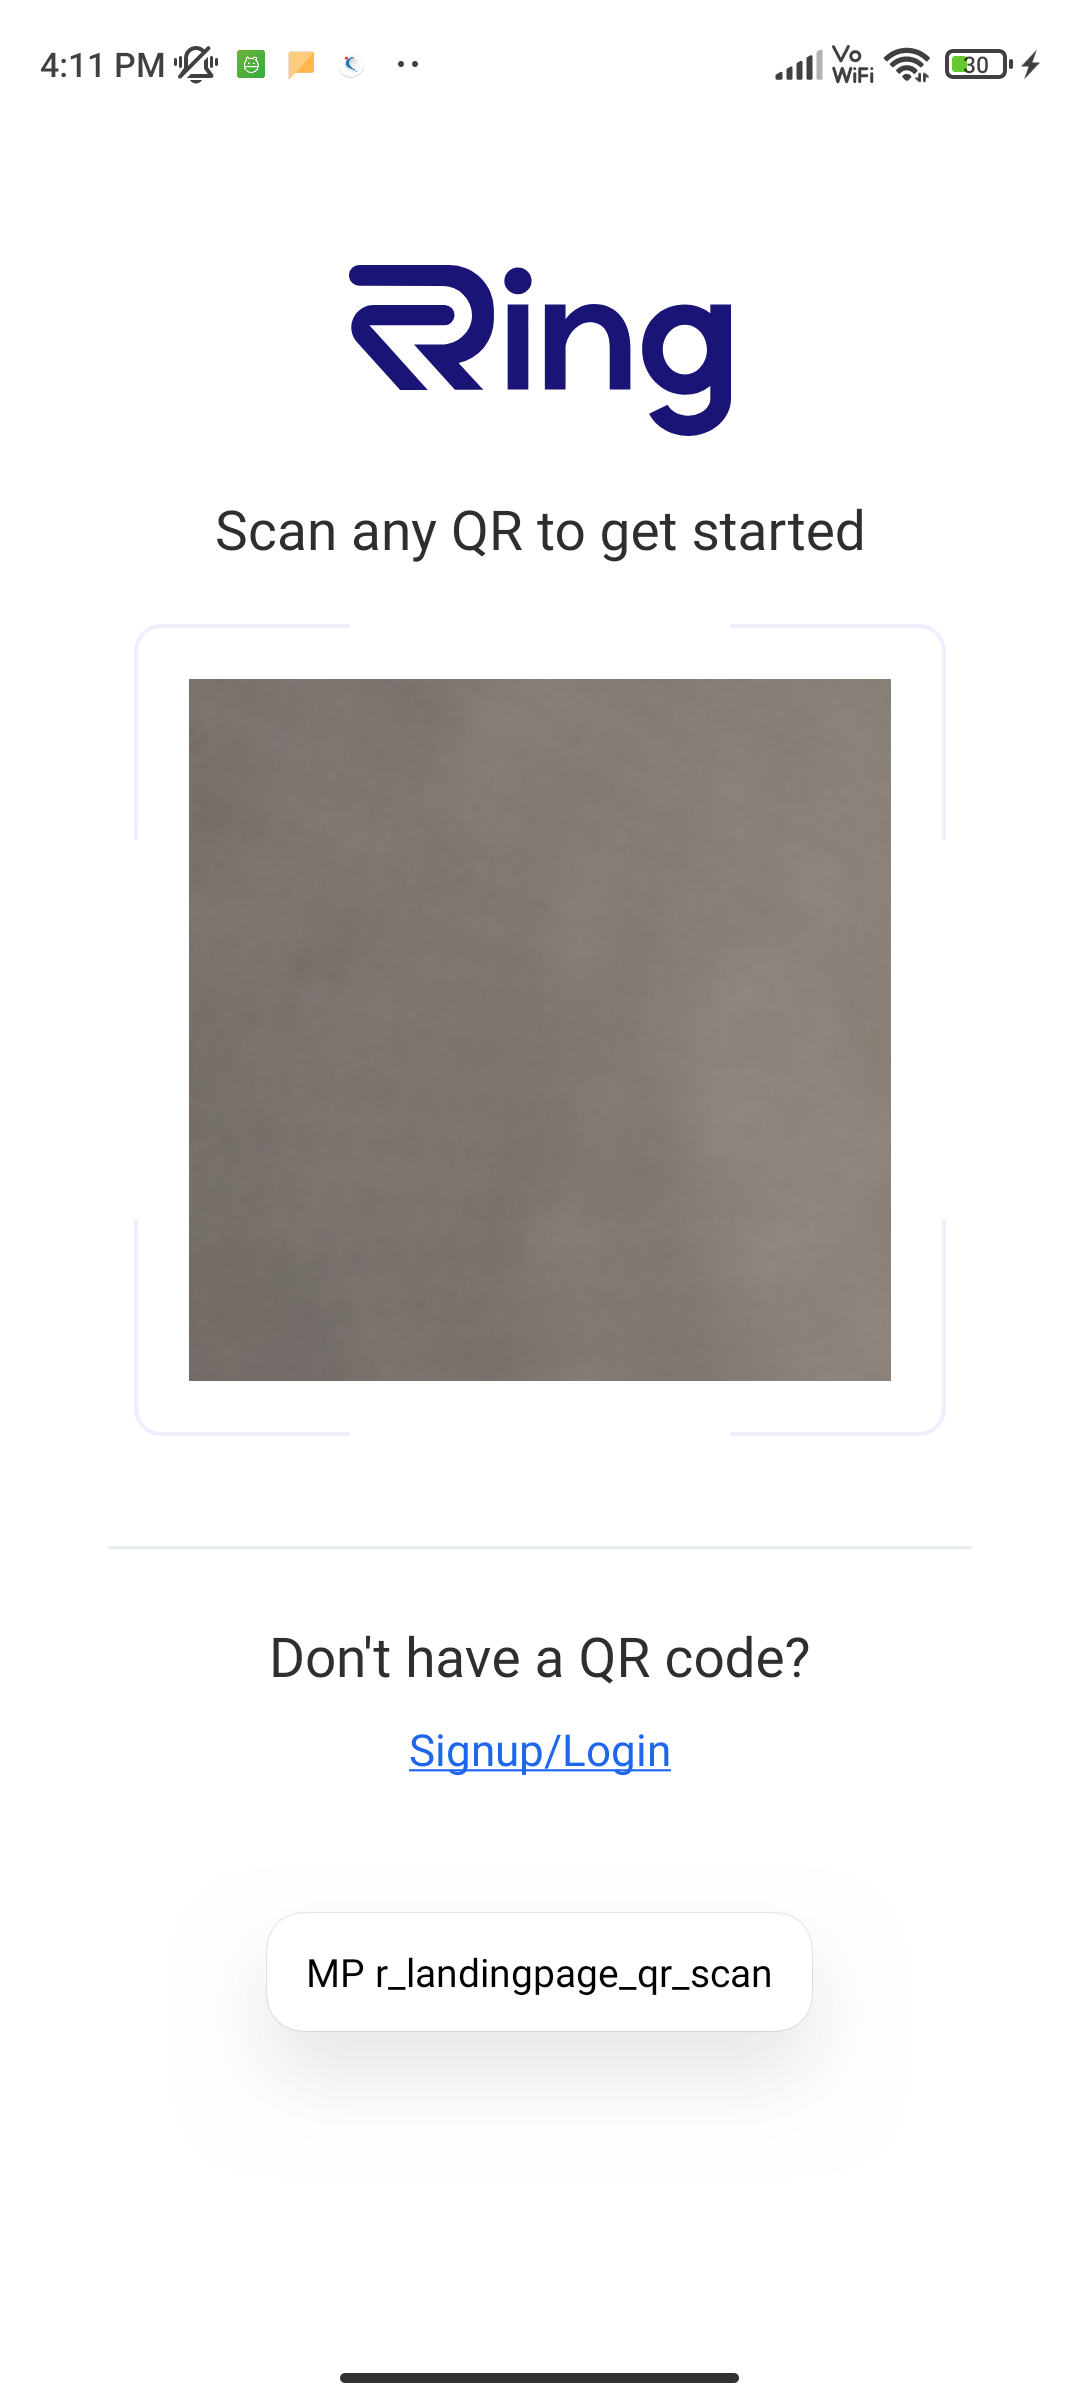 4:11 PM
Vo
WiFi
30
Ring
Scan any QR to get started
Don't have a QR code?
Signup/Login
MP r_landingpage_qr_scan